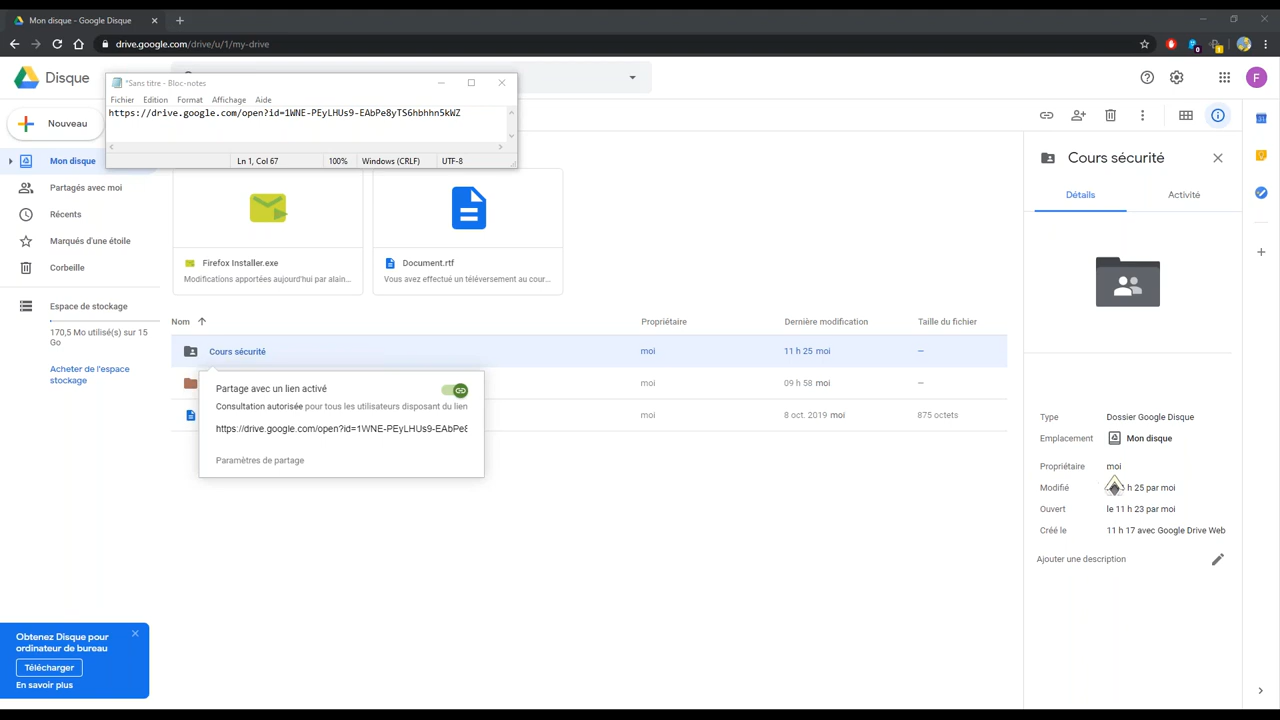 Mon disque - Google Disque
drive.google.com/drive/u/1/my-drive
Disque
*Sans titre - Bloc-notes
Fichier Edition Format Affichage Aide
https://drive.google.com/open?id=1WNE-PEyLHUs9-EAbPe8yTS6hbhhn5kWZ
Ln 1, Col 67 100% Windows (CRLF) UTF-8
Nouveau
Mon disque
Partagés avec moi
Récents
Marqués d'une étoile
Corbeille
Espace de stockage
170,5 Mo utilisé(s) sur 15
Go
Acheter de l'espace
stockage
Obtenez Disque pour
ordinateur de bureau
Télécharger
En savoir plus
Firefox Installer.exe
Modifications apportées aujourd'hui par alain...
Document.rtf
Vous avez effectué un téléversement au cour...
Nom Propriétaire Dernière modification Taille du fichier
Cours sécurité moi 11 h 25 moi —
moi 09 h 58 moi —
moi 8 oct. 2019 moi 875 octets
Partage avec un lien activé
Consultation autorisée pour tous les utilisateurs disposant du lien
https://drive.google.com/open?id=1WNE-PEyLHUs9-EAbPe8
Paramètres de partage
F
Cours sécurité
Détails Activité
Type Dossier Google Disque
Emplacement Mon disque
Propriétaire moi
Modifié h 25 par moi
Ouvert le 11 h 23 par moi
Créé le 11 h 17 avec Google Drive Web
Ajouter une description